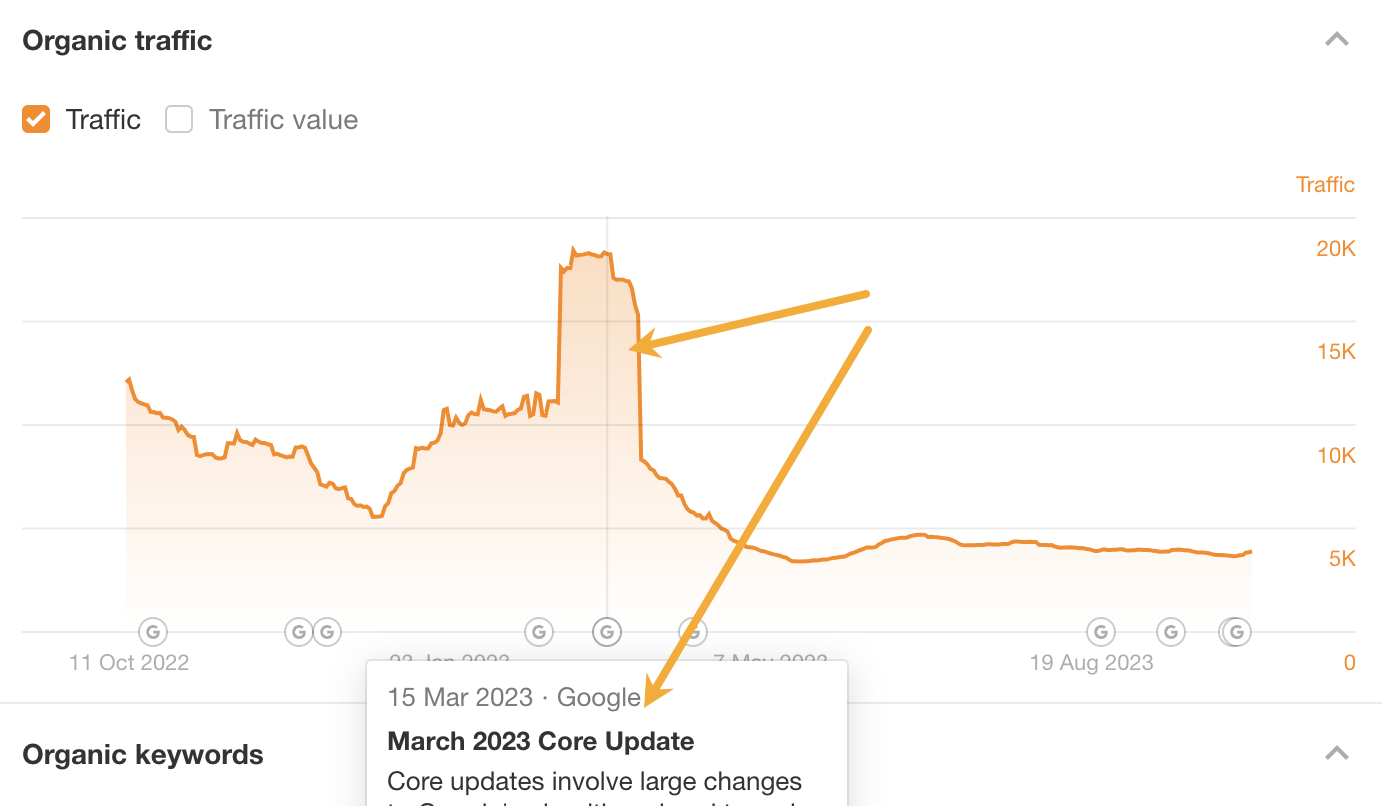 Organic traffic
Traffic
Traffic value
Traffic
20K
15K
10K
5K
G G G G G G G G G
11 Oct 2022
19 Aug 2023
0
15 Mar 2023 · Google
March 2023 Core Update
Core updates involve large changes
Organic keywords